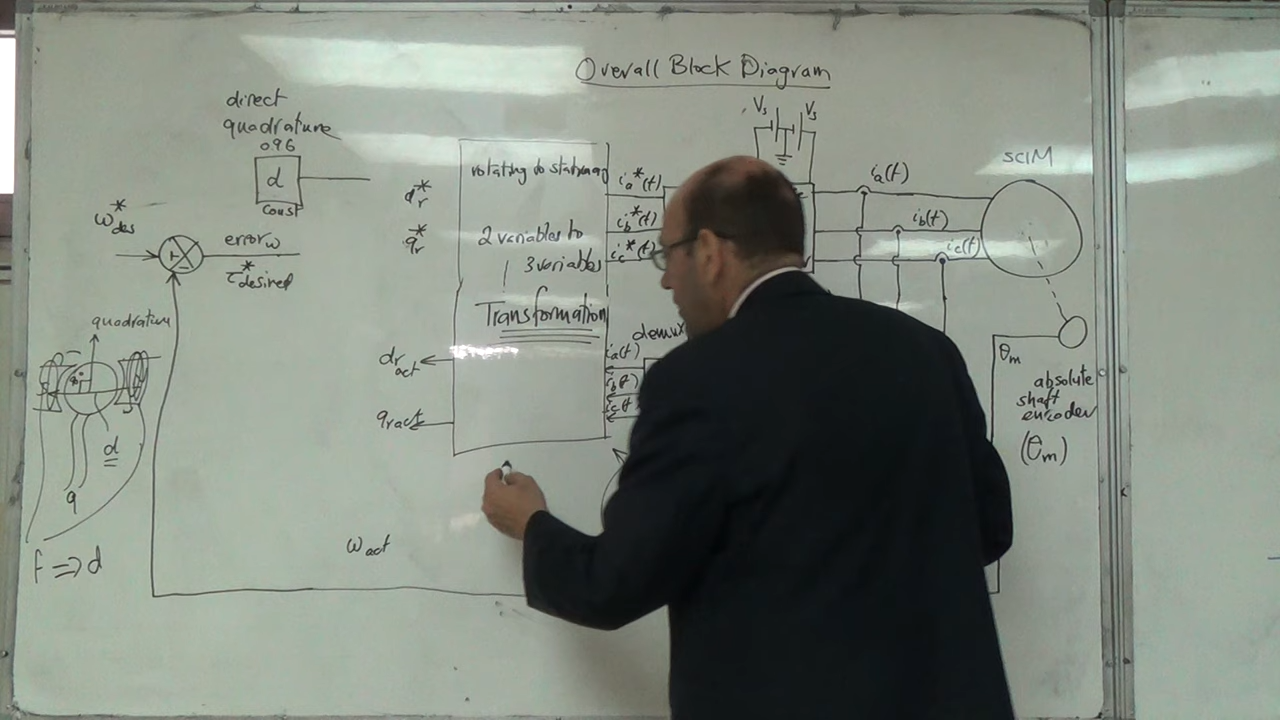 Overall Block Diagram
direct
quadrature
0.96
d
const
ω*des
errorω
τ*desired
quadrature
d
q
f ⇒ d
d*r
q*r
rotating to stationary
2 variables to
3 variables
Transformation
dr act
qr act
ωact
ia*(t)
ib*(t)
ic*(t)
Vs Vs
ia(t)
ib(t)
ic(t)
SCIM
demux
ia(t)
ib(t)
ic(t)
θm
absolute
shaft
encoder
(θm)